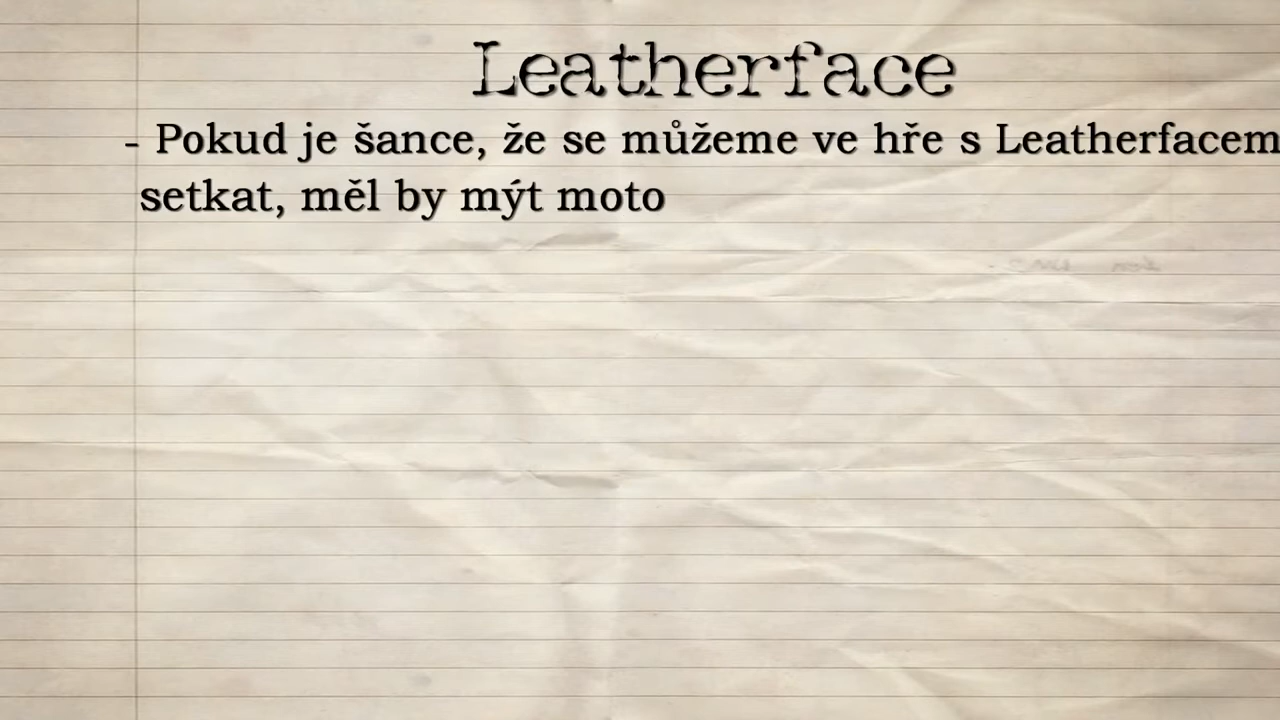 Leatherface
- Pokud je šance, že se můžeme ve hře s Leatherfacem
setkat, měl by mýt moto